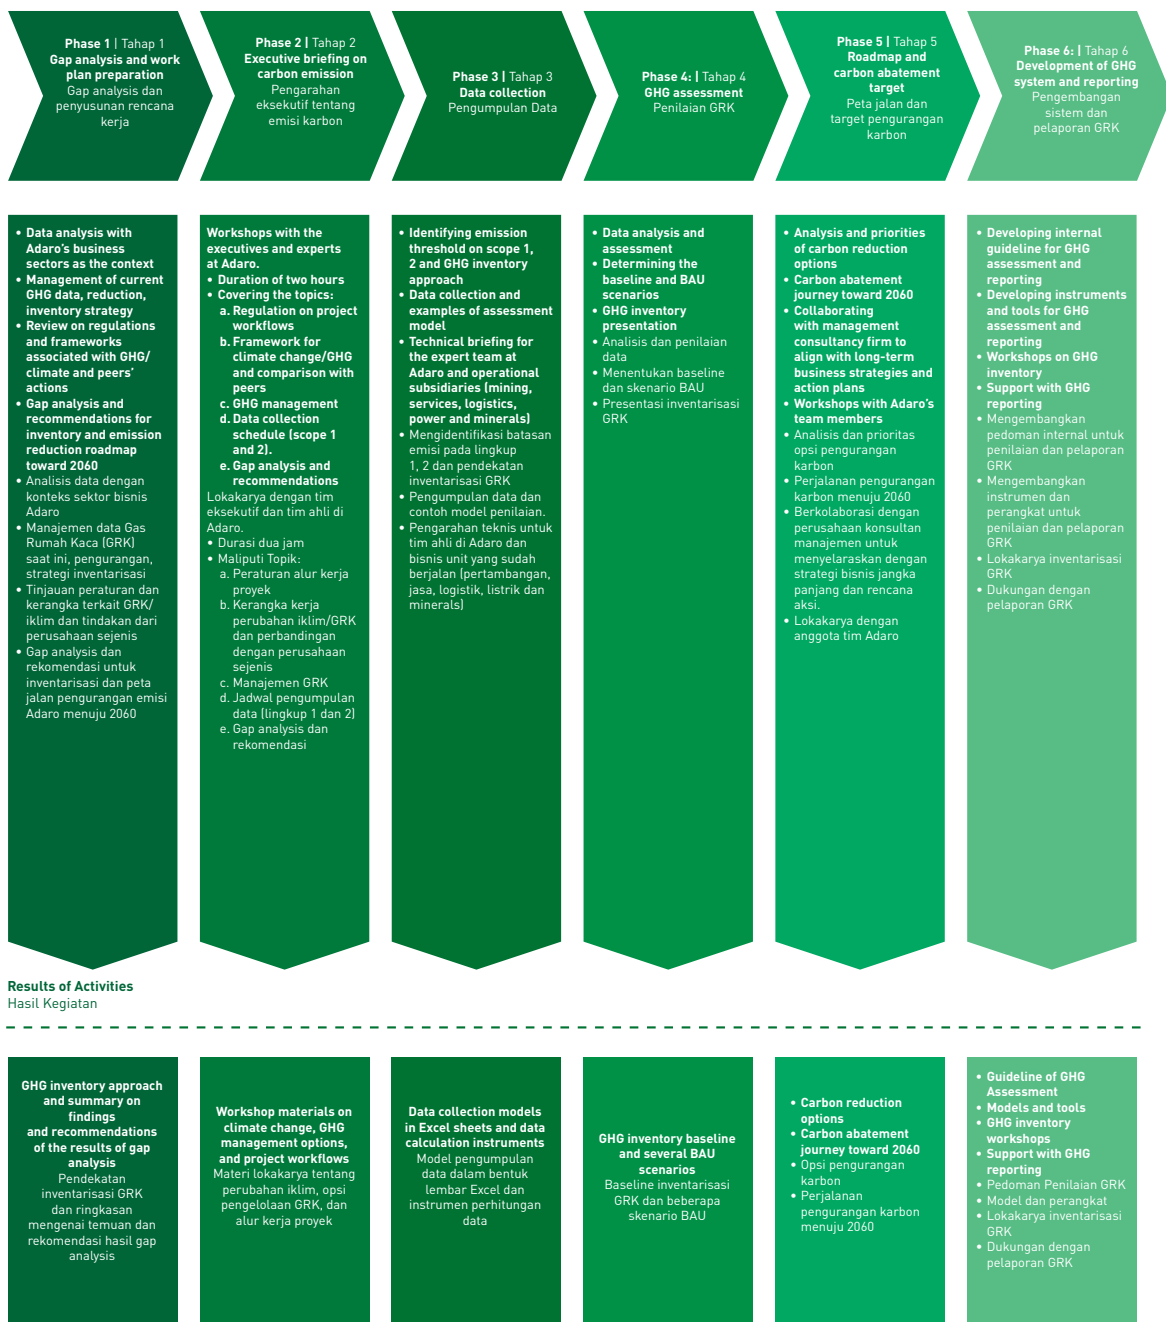 Phase 1 | Tahap 1
Gap analysis and work
plan preparation
Gap analysis dan
penyusunan rencana
kerja
Phase 2 | Tahap 2
Executive briefing on
carbon emission
Pengarahan
eksekutif tentang
emisi karbon
Phase 3 | Tahap 3
Data collection
Pengumpulan Data
Phase 4: | Tahap 4
GHG assessment
Penilaian GRK
Phase 5 | Tahap 5
Roadmap and
carbon abatement
target
Peta jalan dan
target pengurangan
karbon
Phase 6: | Tahap 6
Development of GHG
system and reporting
Pengembangan
sistem dan
pelaporan GRK
• Data analysis with
Adaro's business
sectors as the context
• Management of current
GHG data, reduction,
inventory strategy
• Review on regulations
and frameworks
associated with GHG/
climate and peers'
actions
• Gap analysis and
recommendations for
inventory and emission
reduction roadmap
toward 2060
• Analisis data dengan
konteks sektor bisnis
Adaro
• Manajemen data Gas
Rumah Kaca (GRK)
saat ini, pengurangan,
strategi inventarisasi
• Tinjauan peraturan dan
kerangka terkait GRK/
iklim dan tindakan dari
perusahaan sejenis
• Gap analysis dan
rekomendasi untuk
inventarisasi dan peta
jalan pengurangan emisi
Adaro menuju 2060
Workshops with the
executives and experts
at Adaro.
• Duration of two hours
• Covering the topics:
a. Regulation on project
workflows
b. Framework for
climate change/GHG
and comparison with
peers
c. GHG management
d. Data collection
schedule (scope 1
and 2).
e. Gap analysis and
recommendations
Lokakarya dengan tim
eksekutif dan tim ahli di
Adaro.
• Durasi dua jam
• Maliputi Topik:
a. Peraturan alur kerja
proyek
b. Kerangka kerja
perubahan iklim/GRK
dan perbandingan
dengan perusahaan
sejenis
c. Manajemen GRK
d. Jadwal pengumpulan
data (lingkup 1 dan 2)
e. Gap analysis dan
rekomendasi
• Identifying emission
threshold on scope 1,
2 and GHG inventory
approach
• Data collection and
examples of assessment
model
• Technical briefing for
the expert team at
Adaro and operational
subsidiaries (mining,
services, logistics,
power and minerals)
• Mengidentifikasi batasan
emisi pada lingkup
1, 2 dan pendekatan
inventarisasi GRK
• Pengumpulan data dan
contoh model penilaian.
• Pengarahan teknis untuk
tim ahli di Adaro dan
bisnis unit yang sudah
berjalan (pertambangan,
jasa, logistik, listrik dan
minerals)
• Data analysis and
assessment
• Determining the
baseline and BAU
scenarios
• GHG inventory
presentation
• Analisis dan penilaian
data
• Menentukan baseline
dan skenario BAU
• Presentasi inventarisasi
GRK
• Analysis and priorities
of carbon reduction
options
• Carbon abatement
journey toward 2060
• Collaborating
with management
consultancy firm to
align with long-term
business strategies and
action plans
• Workshops with Adaro's
team members
• Analisis dan prioritas
opsi pengurangan
karbon
• Perjalanan pengurangan
karbon menuju 2060
• Berkolaborasi dengan
perusahaan konsultan
manajemen untuk
menyelaraskan dengan
strategi bisnis jangka
panjang dan rencana
aksi.
• Lokakarya dengan
anggota tim Adaro
• Developing internal
guideline for GHG
assessment and
reporting
• Developing instruments
and tools for GHG
assessment and
reporting
• Workshops on GHG
inventory
• Support with GHG
reporting
• Mengembangkan
pedoman internal untuk
penilaian dan pelaporan
GRK
• Mengembangkan
instrumen dan
perangkat untuk
penilaian dan pelaporan
GRK
• Lokakarya inventarisasi
GRK
• Dukungan dengan
pelaporan GRK
Results of Activities
Hasil Kegiatan
GHG inventory approach
and summary on
findings
and recommendations
of the results of gap
analysis
Pendekatan
inventarisasi GRK
dan ringkasan
mengenai temuan dan
rekomendasi hasil gap
analysis
Workshop materials on
climate change, GHG
management options,
and project workflows
Materi lokakarya tentang
perubahan iklim, opsi
pengelolaan GRK, dan
alur kerja proyek
Data collection models
in Excel sheets and data
calculation instruments
Model pengumpulan
data dalam bentuk
lembar Excel dan
instrumen perhitungan
data
GHG inventory baseline
and several BAU
scenarios
Baseline inventarisasi
GRK dan beberapa
skenario BAU
• Carbon reduction
options
• Carbon abatement
journey toward 2060
• Opsi pengurangan
karbon
• Perjalanan
pengurangan karbon
menuju 2060
• Guideline of GHG
Assessment
• Models and tools
• GHG inventory
workshops
• Support with GHG
reporting
• Pedoman Penilaian GRK
• Model dan perangkat
• Lokakarya inventarisasi
GRK
• Dukungan dengan
pelaporan GRK